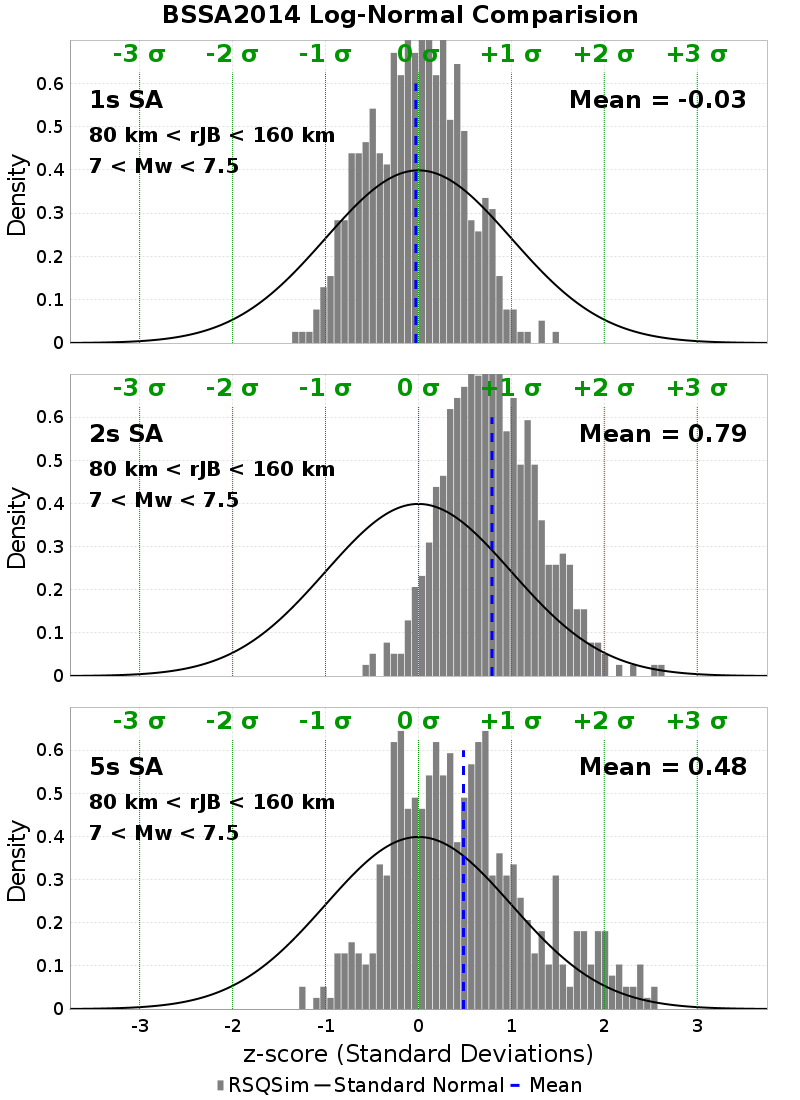 BSSA2014 Log-Normal Comparision
-3 σ -2 σ -1 σ 0 σ +1 σ +2 σ +3 σ
0.6
1s SA Mean = -0.03
0.5
80 km < rJB < 160 km
7 < Mw < 7.5
0.4
0.3
0.2
0.1
0
Density
-3 σ -2 σ -1 σ 0 σ +1 σ +2 σ +3 σ
0.6
2s SA Mean = 0.79
0.5
80 km < rJB < 160 km
7 < Mw < 7.5
0.4
0.3
0.2
0.1
0
Density
-3 σ -2 σ -1 σ 0 σ +1 σ +2 σ +3 σ
0.6
5s SA Mean = 0.48
0.5
80 km < rJB < 160 km
7 < Mw < 7.5
0.4
0.3
0.2
0.1
0
Density
-3 -2 -1 0 1 2 3
z-score (Standard Deviations)
RSQSim Standard Normal Mean